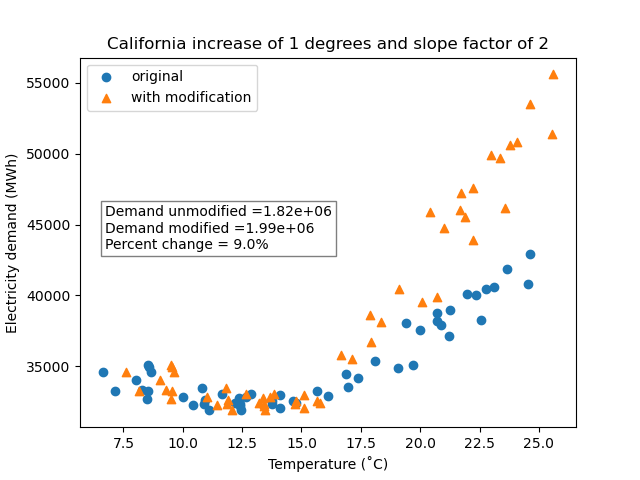 California increase of 1 degrees and slope factor of 2
original
with modification
55000
50000
45000
40000
35000
Electricity demand (MWh)
Demand unmodified =1.82e+06
Demand modified =1.99e+06
Percent change = 9.0%
7.5 10.0 12.5 15.0 17.5 20.0 22.5 25.0
Temperature (˚C)